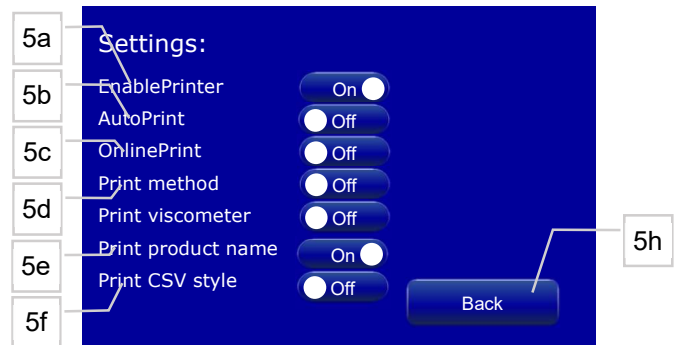 5a
Settings:
EnablePrinter On
5b
AutoPrint Off
5c
OnlinePrint Off
Print method Off
5d
Print viscometer Off
5h
Print product name On
5e
Print CSV style Off
Back
5f